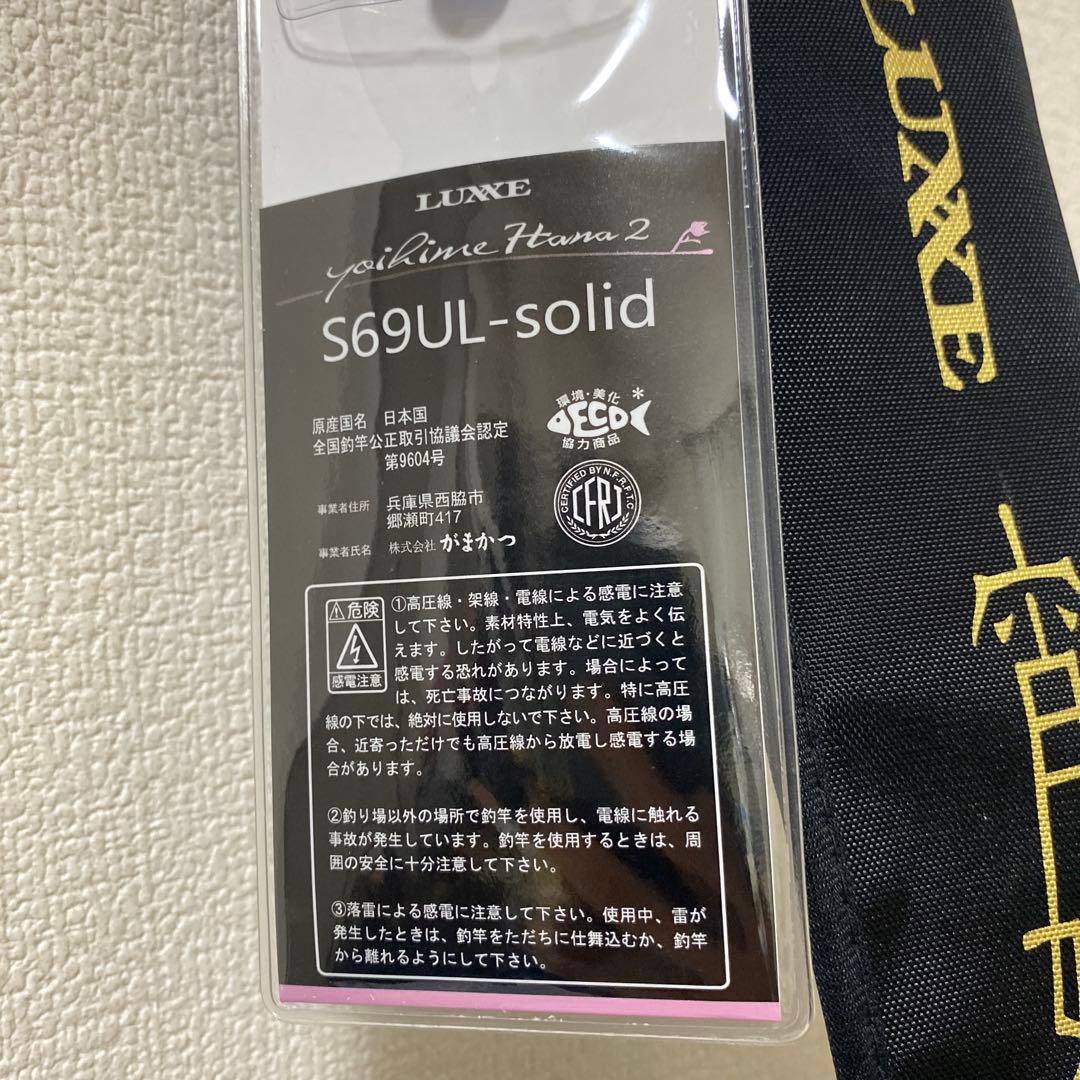 LUXXE
yoihime Hana 2
S69UL-solid
原産国名 日本国
全国釣竿公正取引協議会認定
第9604号
環境・美化
ECO
*
協力商品
CERTIFIED BY N.F.R.F.T.C
CFRJ
事業者住所 兵庫県西脇市
郷瀬町417
事業者氏名 株式会社 がまかつ
⚠危険
感電注意
①高圧線・架線・電線による感電に注意
して下さい。素材特性上、電気をよく伝
えます。したがって電線などに近づくと
感電する恐れがあります。場合によって
は、死亡事故につながります。特に高圧
線の下では、絶対に使用しないで下さい。高圧線の場
合、近寄っただけでも高圧線から放電し感電する場
合があります。
②釣り場以外の場所で釣竿を使用し、電線に触れる
事故が発生しています。釣竿を使用するときは、周
囲の安全に十分注意して下さい。
③落雷による感電に注意して下さい。使用中、雷が
発生したときは、釣竿をただちに仕舞込むか、釣竿
から離れるようにして下さい。
LUXXE
宵